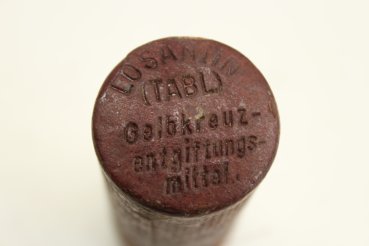 LOSANTIN
(TABL)
Gelbkreuz-
entgiftungs-
mittel.